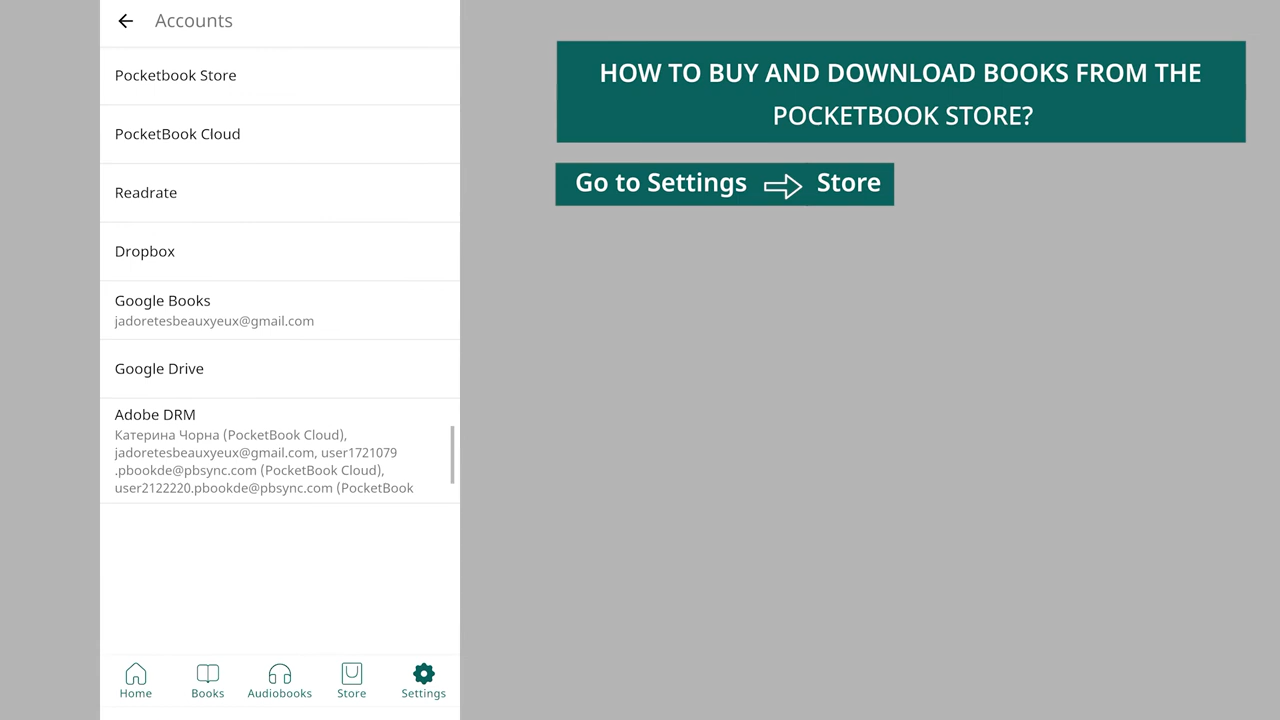 Accounts
Pocketbook Store
PocketBook Cloud
Readrate
Dropbox
Google Books
jadoretesbeauxyeux@gmail.com
Google Drive
Adobe DRM
Катерина Чорна (PocketBook Cloud),
jadoretesbeauxyeux@gmail.com, user1721079
.pbookde@pbsync.com (PocketBook Cloud),
user2122220.pbookde@pbsync.com (PocketBook
Home
Books
Audiobooks
Store
Settings
HOW TO BUY AND DOWNLOAD BOOKS FROM THE
POCKETBOOK STORE?
Go to Settings ⇨ Store